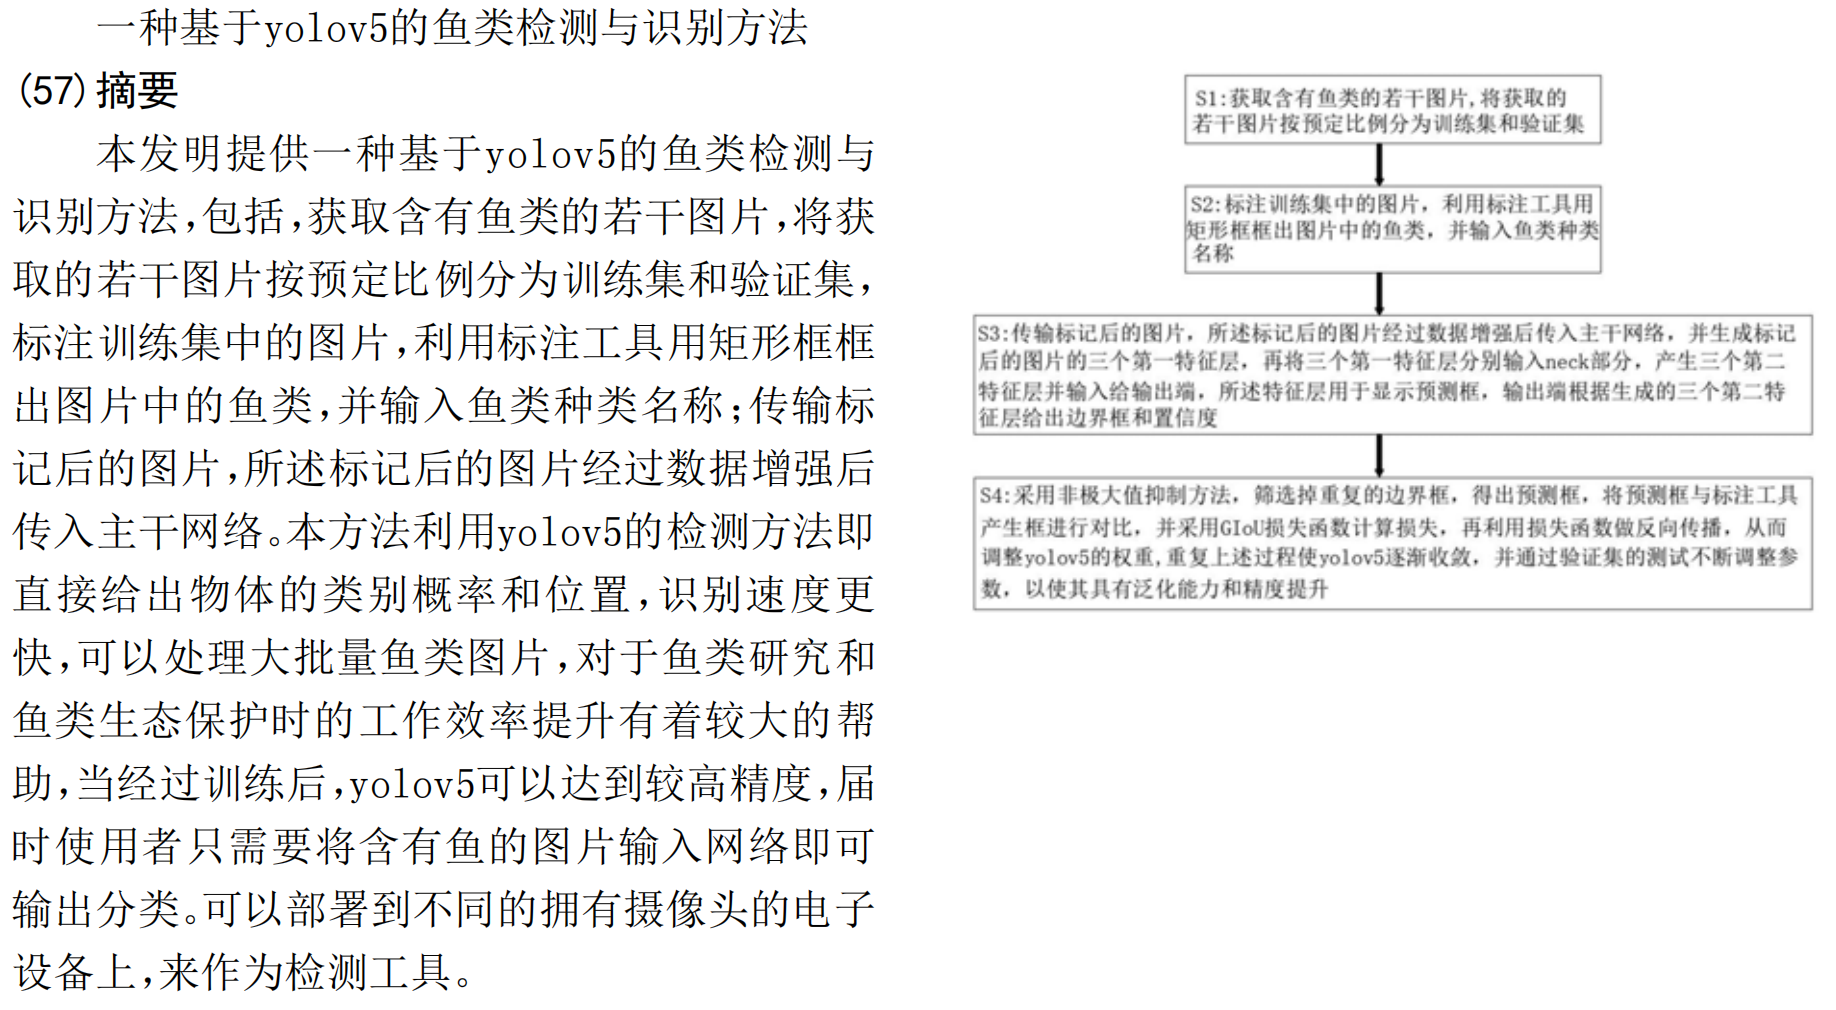 一种基于yolov5的鱼类检测与识别方法
(57)摘要
本发明提供一种基于yolov5的鱼类检测与
识别方法,包括,获取含有鱼类的若干图片,将获
取的若干图片按预定比例分为训练集和验证集,
标注训练集中的图片,利用标注工具用矩形框框
出图片中的鱼类,并输入鱼类种类名称;传输标
记后的图片,所述标记后的图片经过数据增强后
传入主干网络。本方法利用yolov5的检测方法即
直接给出物体的类别概率和位置,识别速度更
快,可以处理大批量鱼类图片,对于鱼类研究和
鱼类生态保护时的工作效率提升有着较大的帮
助,当经过训练后,yolov5可以达到较高精度,届
时使用者只需要将含有鱼的图片输入网络即可
输出分类。可以部署到不同的拥有摄像头的电子
设备上,来作为检测工具。
S1:获取含有鱼类的若干图片,将获取的
若干图片按预定比例分为训练集和验证集
S2:标注训练集中的图片，利用标注工具用
矩形框框出图片中的鱼类，并输入鱼类种类
名称
S3:传输标记后的图片，所述标记后的图片经过数据增强后传入主干网络，并生成标记
后的图片的三个第一特征层，再将三个第一特征层分别输入neck部分，产生三个第二
特征层并输入给输出端，所述特征层用于显示预测框，输出端根据生成的三个第二特
征层给出边界框和置信度
S4:采用非极大值抑制方法，筛选掉重复的边界框，得出预测框，将预测框与标注工具
产生框进行对比，并采用GIoU损失函数计算损失，再利用损失函数做反向传播，从而
调整yolov5的权重,重复上述过程使yolov5逐渐收敛，并通过验证集的测试不断调整参
数，以使其具有泛化能力和精度提升